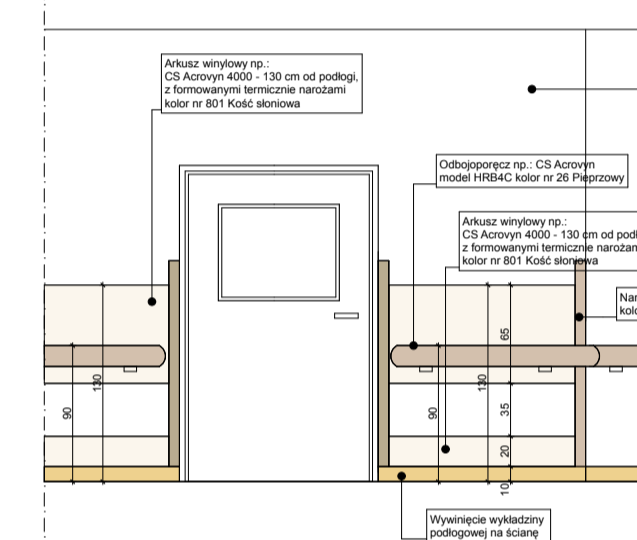 Arkusz winylowy np.:
CS Acrovyn 4000 - 130 cm od podłogi,
z formowanymi termicznie narożami
kolor nr 801 Kość słoniowa
Odbojoporęcz np.: CS Acrovyn
model HRB4C kolor nr 26 Pieprzowy
Arkusz winylowy np.:
CS Acrovyn 4000 - 130 cm od podł
z formowanymi termicznie narożam
kolor nr 801 Kość słoniowa
Nar
kolo
90
130
90
130
65
35
20
10
Wywinięcie wykładziny
podłogowej na ścianę